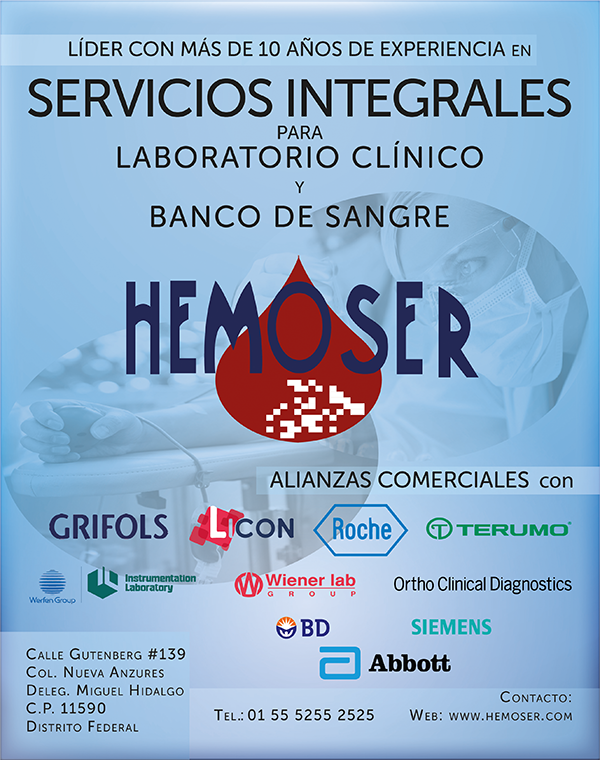 LÍDER CON MÁS DE 10 AÑOS DE EXPERIENCIA EN
SERVICIOS INTEGRALES
PARA
LABORATORIO CLÍNICO
Y
BANCO DE SANGRE
HEMOSER
ALIANZAS COMERCIALES con
GRIFOLS LICON Roche TERUMO®
Werfen Group Instrumentation Laboratory Wiener lab GROUP Ortho Clinical Diagnostics
BD SIEMENS
Abbott
CALLE GUTENBERG #139
COL. NUEVA ANZURES
DELEG. MIGUEL HIDALGO
C.P. 11590
DISTRITO FEDERAL
TEL.: 01 55 5255 2525
CONTACTO:
WEB: WWW.HEMOSER.COM